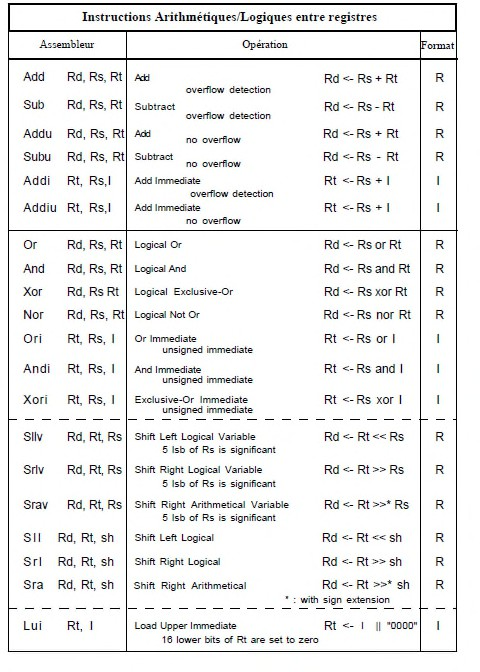 Instructions Arithmétiques/Logiques entre registres
Assembleur Opération Format
Add Rd, Rs, Rt Add Rd <- Rs + Rt R
overflow detection
Sub Rd, Rs, Rt Subtract Rd <- Rs - Rt R
overflow detection
Addu Rd, Rs, Rt Add Rd <- Rs + Rt R
no overflow
Subu Rd, Rs, Rt Subtract Rd <- Rs - Rt R
no overflow
Addi Rt, Rs,I Add Immediate Rt <- Rs + I I
overflow detection
Addiu Rt, Rs,I Add Immediate Rt <- Rs + I I
no overflow
Or Rd, Rs, Rt Logical Or Rd <- Rs or Rt R
And Rd, Rs, Rt Logical And Rd <- Rs and Rt R
Xor Rd, Rs Rt Logical Exclusive-Or Rd <- Rs xor Rt R
Nor Rd, Rs, Rt Logical Not Or Rd <- Rs nor Rt R
Ori Rt, Rs, I Or Immediate Rt <- Rs or I I
unsigned immediate
Andi Rt, Rs, I And Immediate Rt <- Rs and I I
unsigned immediate
Xori Rt, Rs, I Exclusive-Or Immediate Rt <- Rs xor I I
unsigned immediate
Sllv Rd, Rt, Rs Shift Left Logical Variable Rd <- Rt << Rs R
5 lsb of Rs is significant
Srlv Rd, Rt, Rs Shift Right Logical Variable Rd <- Rt >> Rs R
5 lsb of Rs is significant
Srav Rd, Rt, Rs Shift Right Arithmetical Variable Rd <- Rt >>* Rs R
5 lsb of Rs is significant
Sll Rd, Rt, sh Shift Left Logical Rd <- Rt << sh R
Srl Rd, Rt, sh Shift Right Logical Rd <- Rt >> sh R
Sra Rd, Rt, sh Shift Right Arithmetical Rd <- Rt >>* sh R
* : with sign extension
Lui Rt, I Load Upper Immediate Rt <- I || "0000" I
16 lower bits of Rt are set to zero